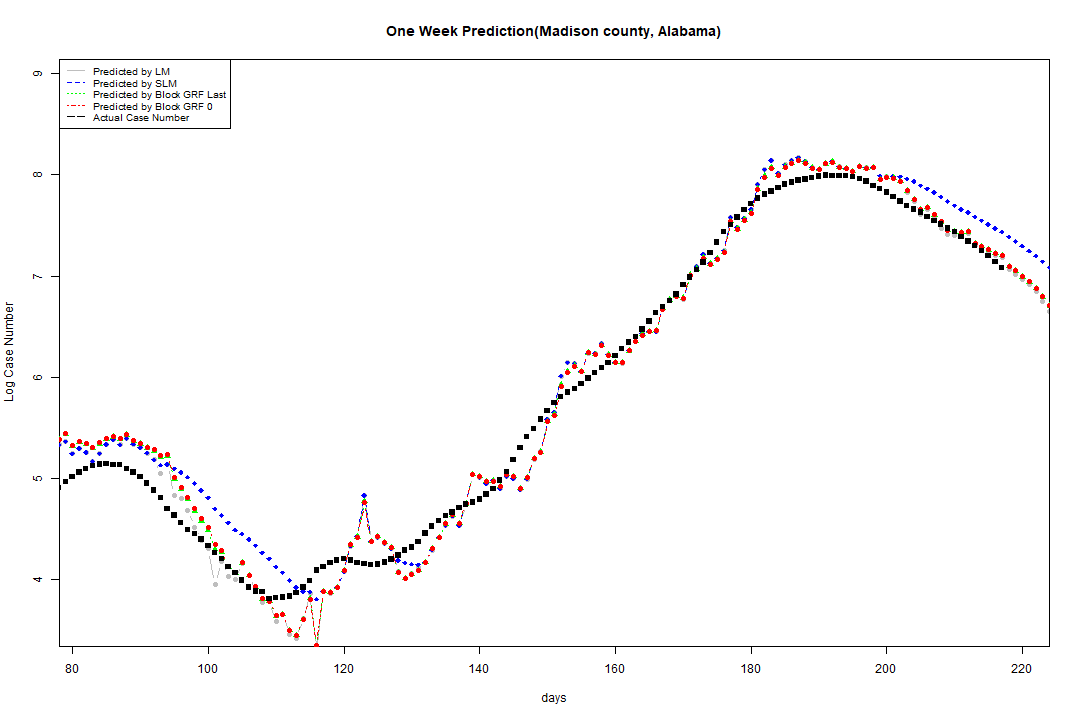 One Week Prediction(Madison county, Alabama)
Predicted by LM
Predicted by SLM
Predicted by Block GRF Last
Predicted by Block GRF 0
Actual Case Number
Log Case Number
9
8
7
6
5
4
80 100 120 140 160 180 200 220
days